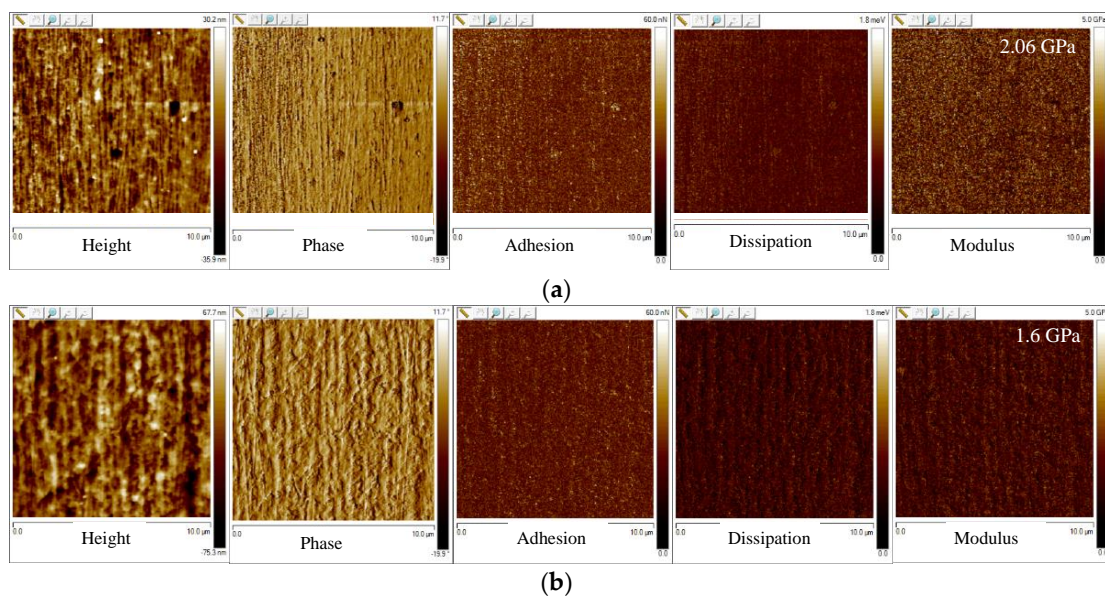 30.2 nm 11.7 ° 60.0 nN 1.8 meV 5.0 GPa
2.06 GPa
0.0 Height 10.0 µm
0.0 Phase 10.0 µm
0.0 Adhesion 10.0 µm
0.0 Dissipation 10.0 µm
0.0 Modulus 10.0 µm
-35.9 nm -19.9 ° 0.0 0.0
(a)
67.7 nm 11.7 ° 60.0 nN 1.8 meV 5.0 GPa
1.6 GPa
0.0 Height 10.0 µm
0.0 Phase 10.0 µm
0.0 Adhesion 10.0 µm
0.0 Dissipation 10.0 µm
0.0 Modulus 10.0 µm
-75.3 nm -19.9 ° 0.0 0.0
(b)